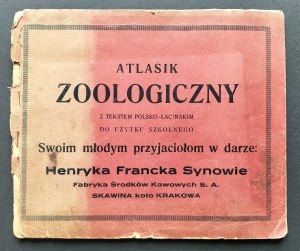 ATLASIK
ZOOLOGICZNY
Z TEKSTEM POLSKO-ŁACIŃSKIM
DO UŻYTKU SZKOLNEGO
Swoim młodym przyjaciołom w darze:
Henryka Francka Synowie
Fabryka Środków Kawowych S. A.
SKAWINA koło KRAKOWA